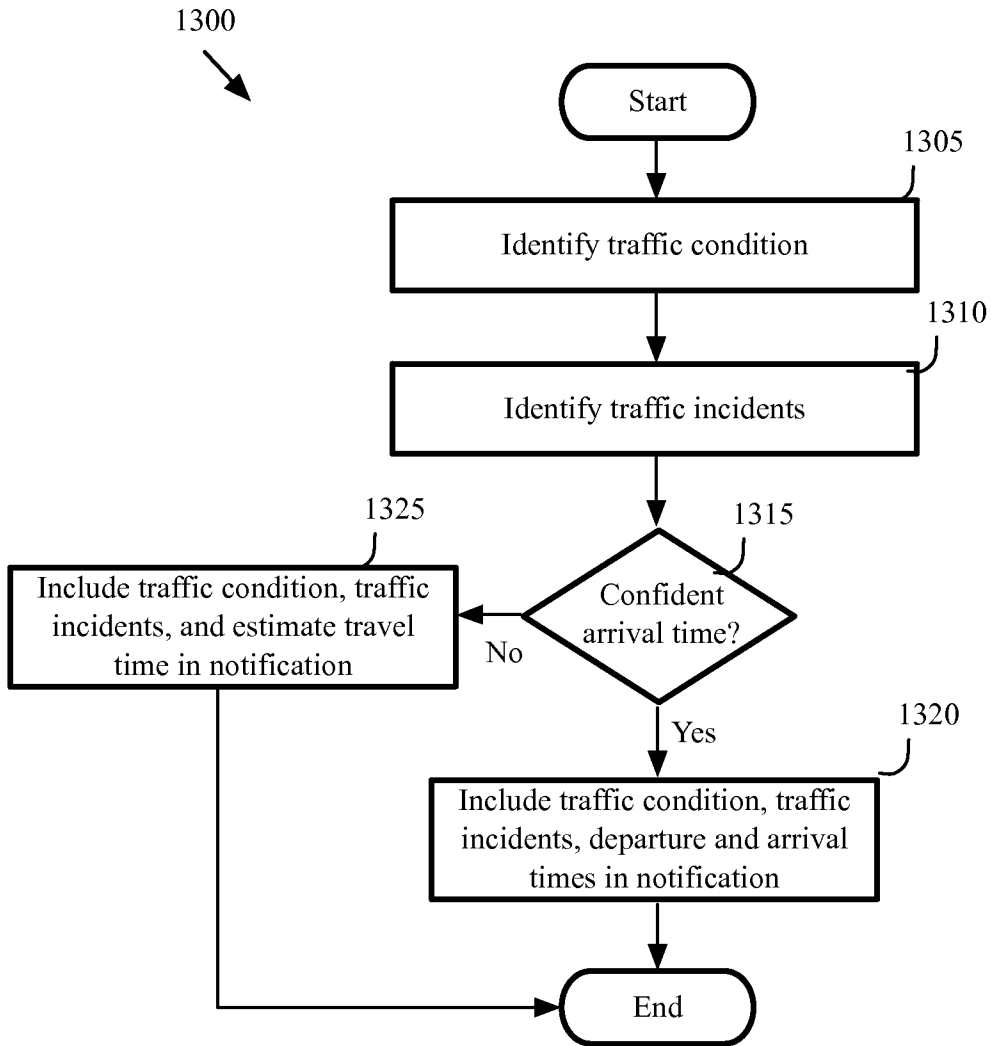 1300
Start
1305
Identify traffic condition
1310
Identify traffic incidents
1315
Confident
arrival time?
1325
Include traffic condition, traffic
incidents, and estimate travel
time in notification
No
Yes
1320
Include traffic condition, traffic
incidents, departure and arrival
times in notification
End